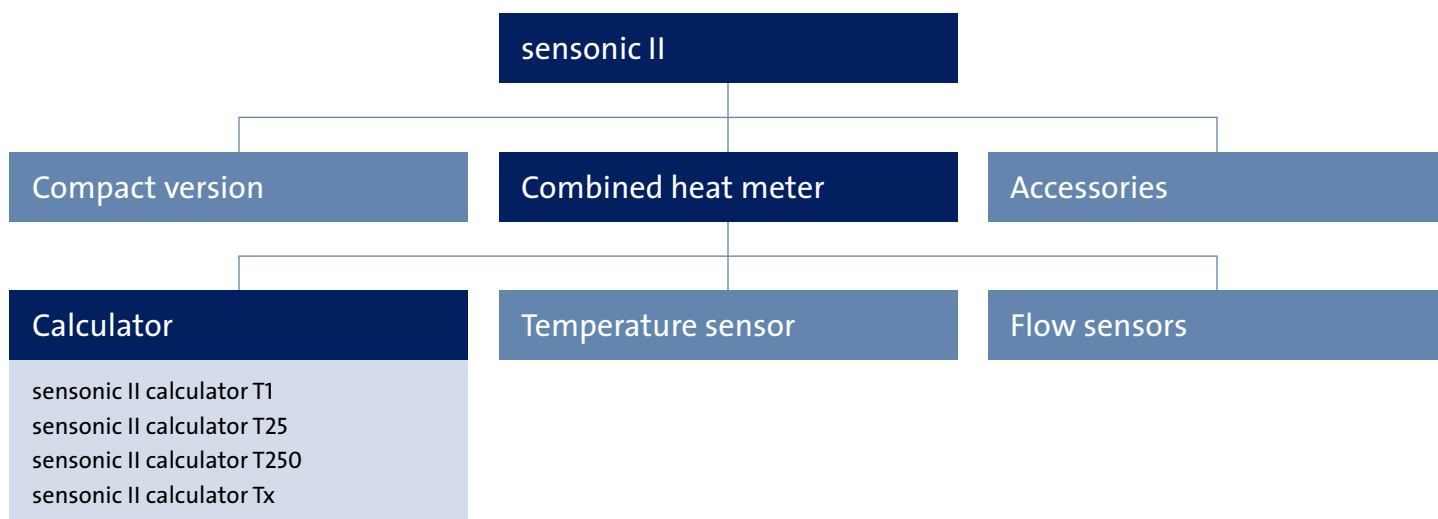 sensonic II
Compact version
Combined heat meter
Accessories
Calculator
Temperature sensor
Flow sensors
sensonic II calculator T1
sensonic II calculator T25
sensonic II calculator T250
sensonic II calculator Tx